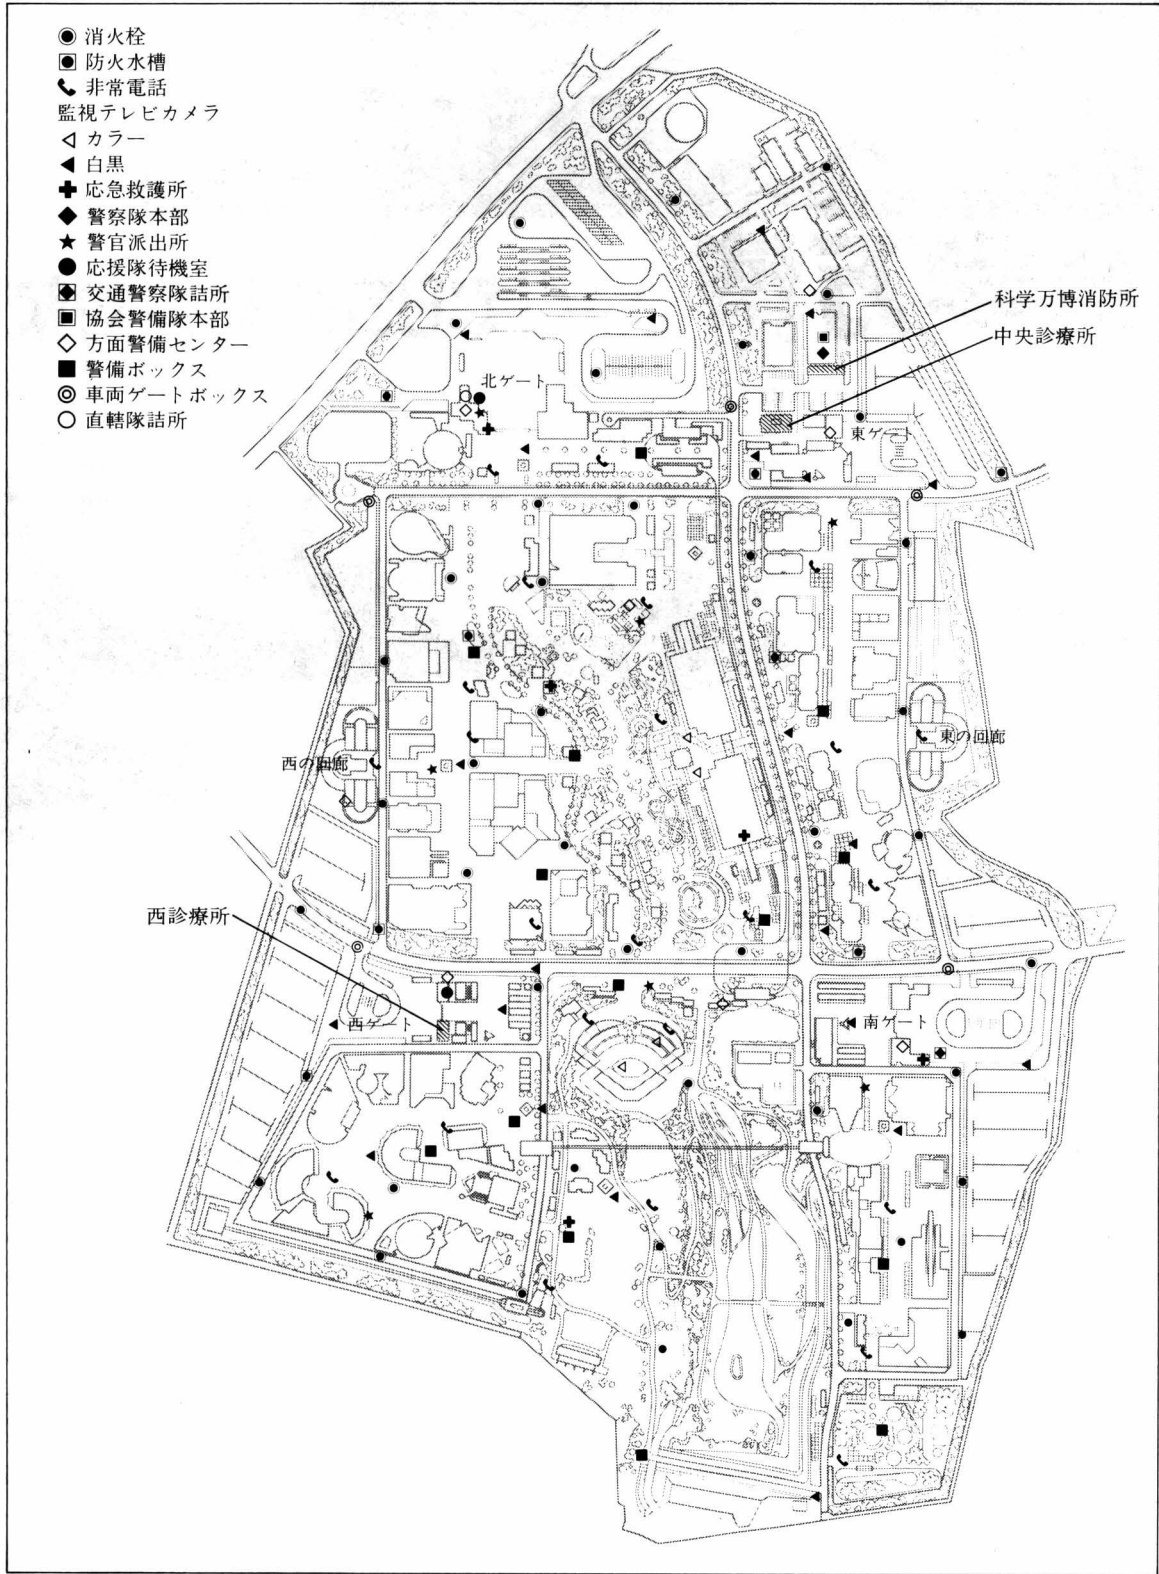 消火栓
防火水槽
非常電話
監視テレビカメラ
カラー
白黒
応急救護所
警察隊本部
警官派出所
応援隊待機室
交通警察隊詰所
協会警備隊本部
方面警備センター
警備ボックス
車両ゲートボックス
直轄隊詰所
科学万博消防所
中央診療所
北ゲート
東ゲート
西の回廊
東の回廊
西診療所
西ゲート
南ゲート